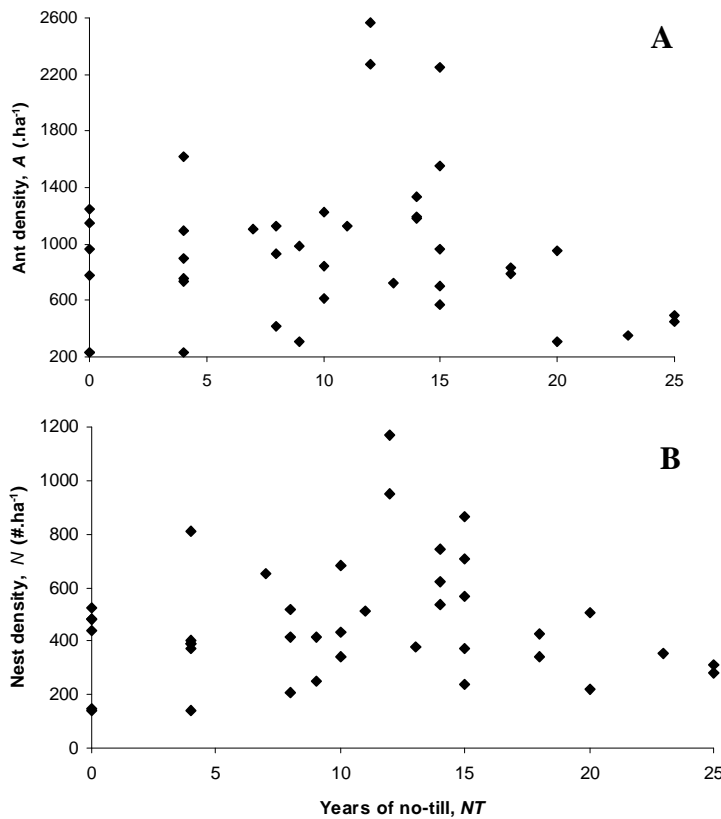 A
Ant density, A (.ha-1)
2600
2200
1800
1400
1000
600
200
0 5 10 15 20 25
B
Nest density, N (#.ha-1)
1200
1000
800
600
400
200
0
0 5 10 15 20 25
Years of no-till, NT